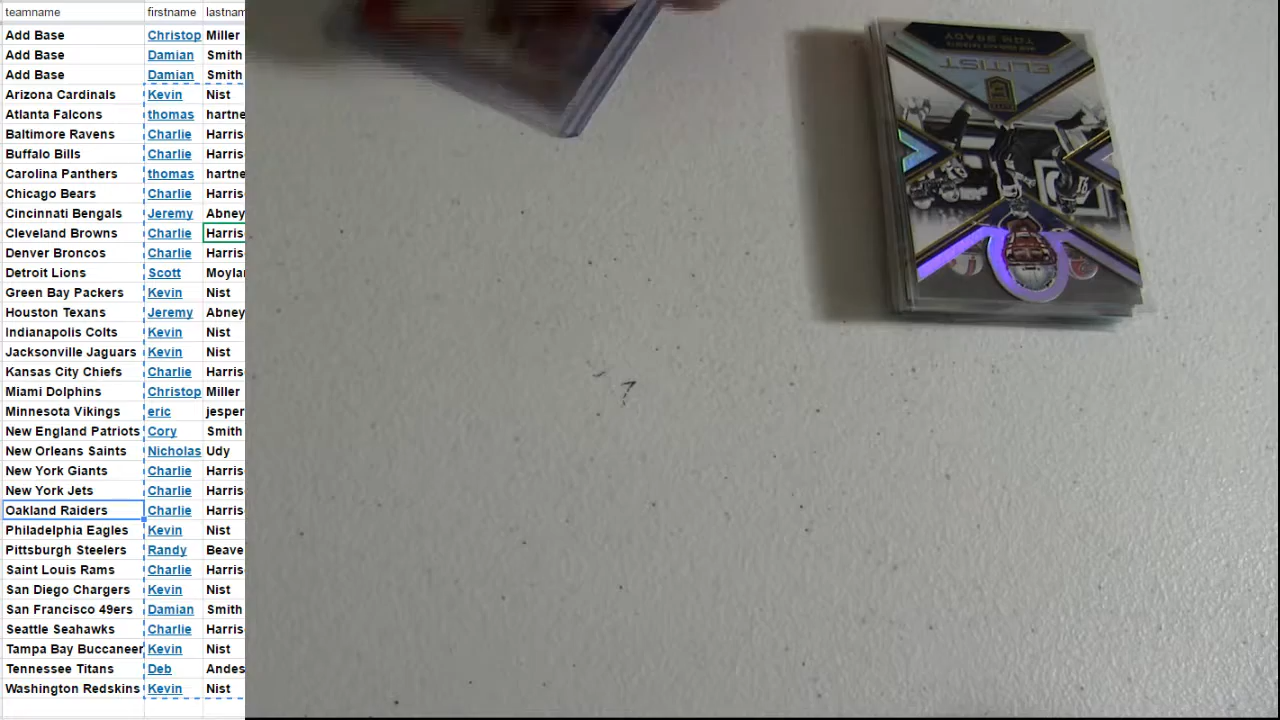 teamname firstname lastnam
Add Base Christop Miller
Add Base Damian Smith
Add Base Damian Smith
Arizona Cardinals Kevin Nist
Atlanta Falcons thomas hartne
Baltimore Ravens Charlie Harris
Buffalo Bills Charlie Harris
Carolina Panthers thomas hartne
Chicago Bears Charlie Harris
Cincinnati Bengals Jeremy Abney
Cleveland Browns Charlie Harris
Denver Broncos Charlie Harris
Detroit Lions Scott Moylan
Green Bay Packers Kevin Nist
Houston Texans Jeremy Abney
Indianapolis Colts Kevin Nist
Jacksonville Jaguars Kevin Nist
Kansas City Chiefs Charlie Harris
Miami Dolphins Christop Miller
Minnesota Vikings eric jesper
New England Patriots Cory Smith
New Orleans Saints Nicholas Udy
New York Giants Charlie Harris
New York Jets Charlie Harris
Oakland Raiders Charlie Harris
Philadelphia Eagles Kevin Nist
Pittsburgh Steelers Randy Beave
Saint Louis Rams Charlie Harris
San Diego Chargers Kevin Nist
San Francisco 49ers Damian Smith
Seattle Seahawks Charlie Harris
Tampa Bay Buccaneer Kevin Nist
Tennessee Titans Deb Andes
Washington Redskins Kevin Nist
NEW ENGLAND PATRIOTS
TOM BRADY
ELITIST